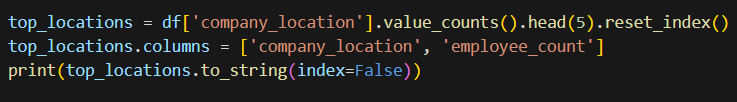 top_locations = df['company_location'].value_counts().head(5).reset_index()
top_locations.columns = ['company_location', 'employee_count']
print(top_locations.to_string(index=False))